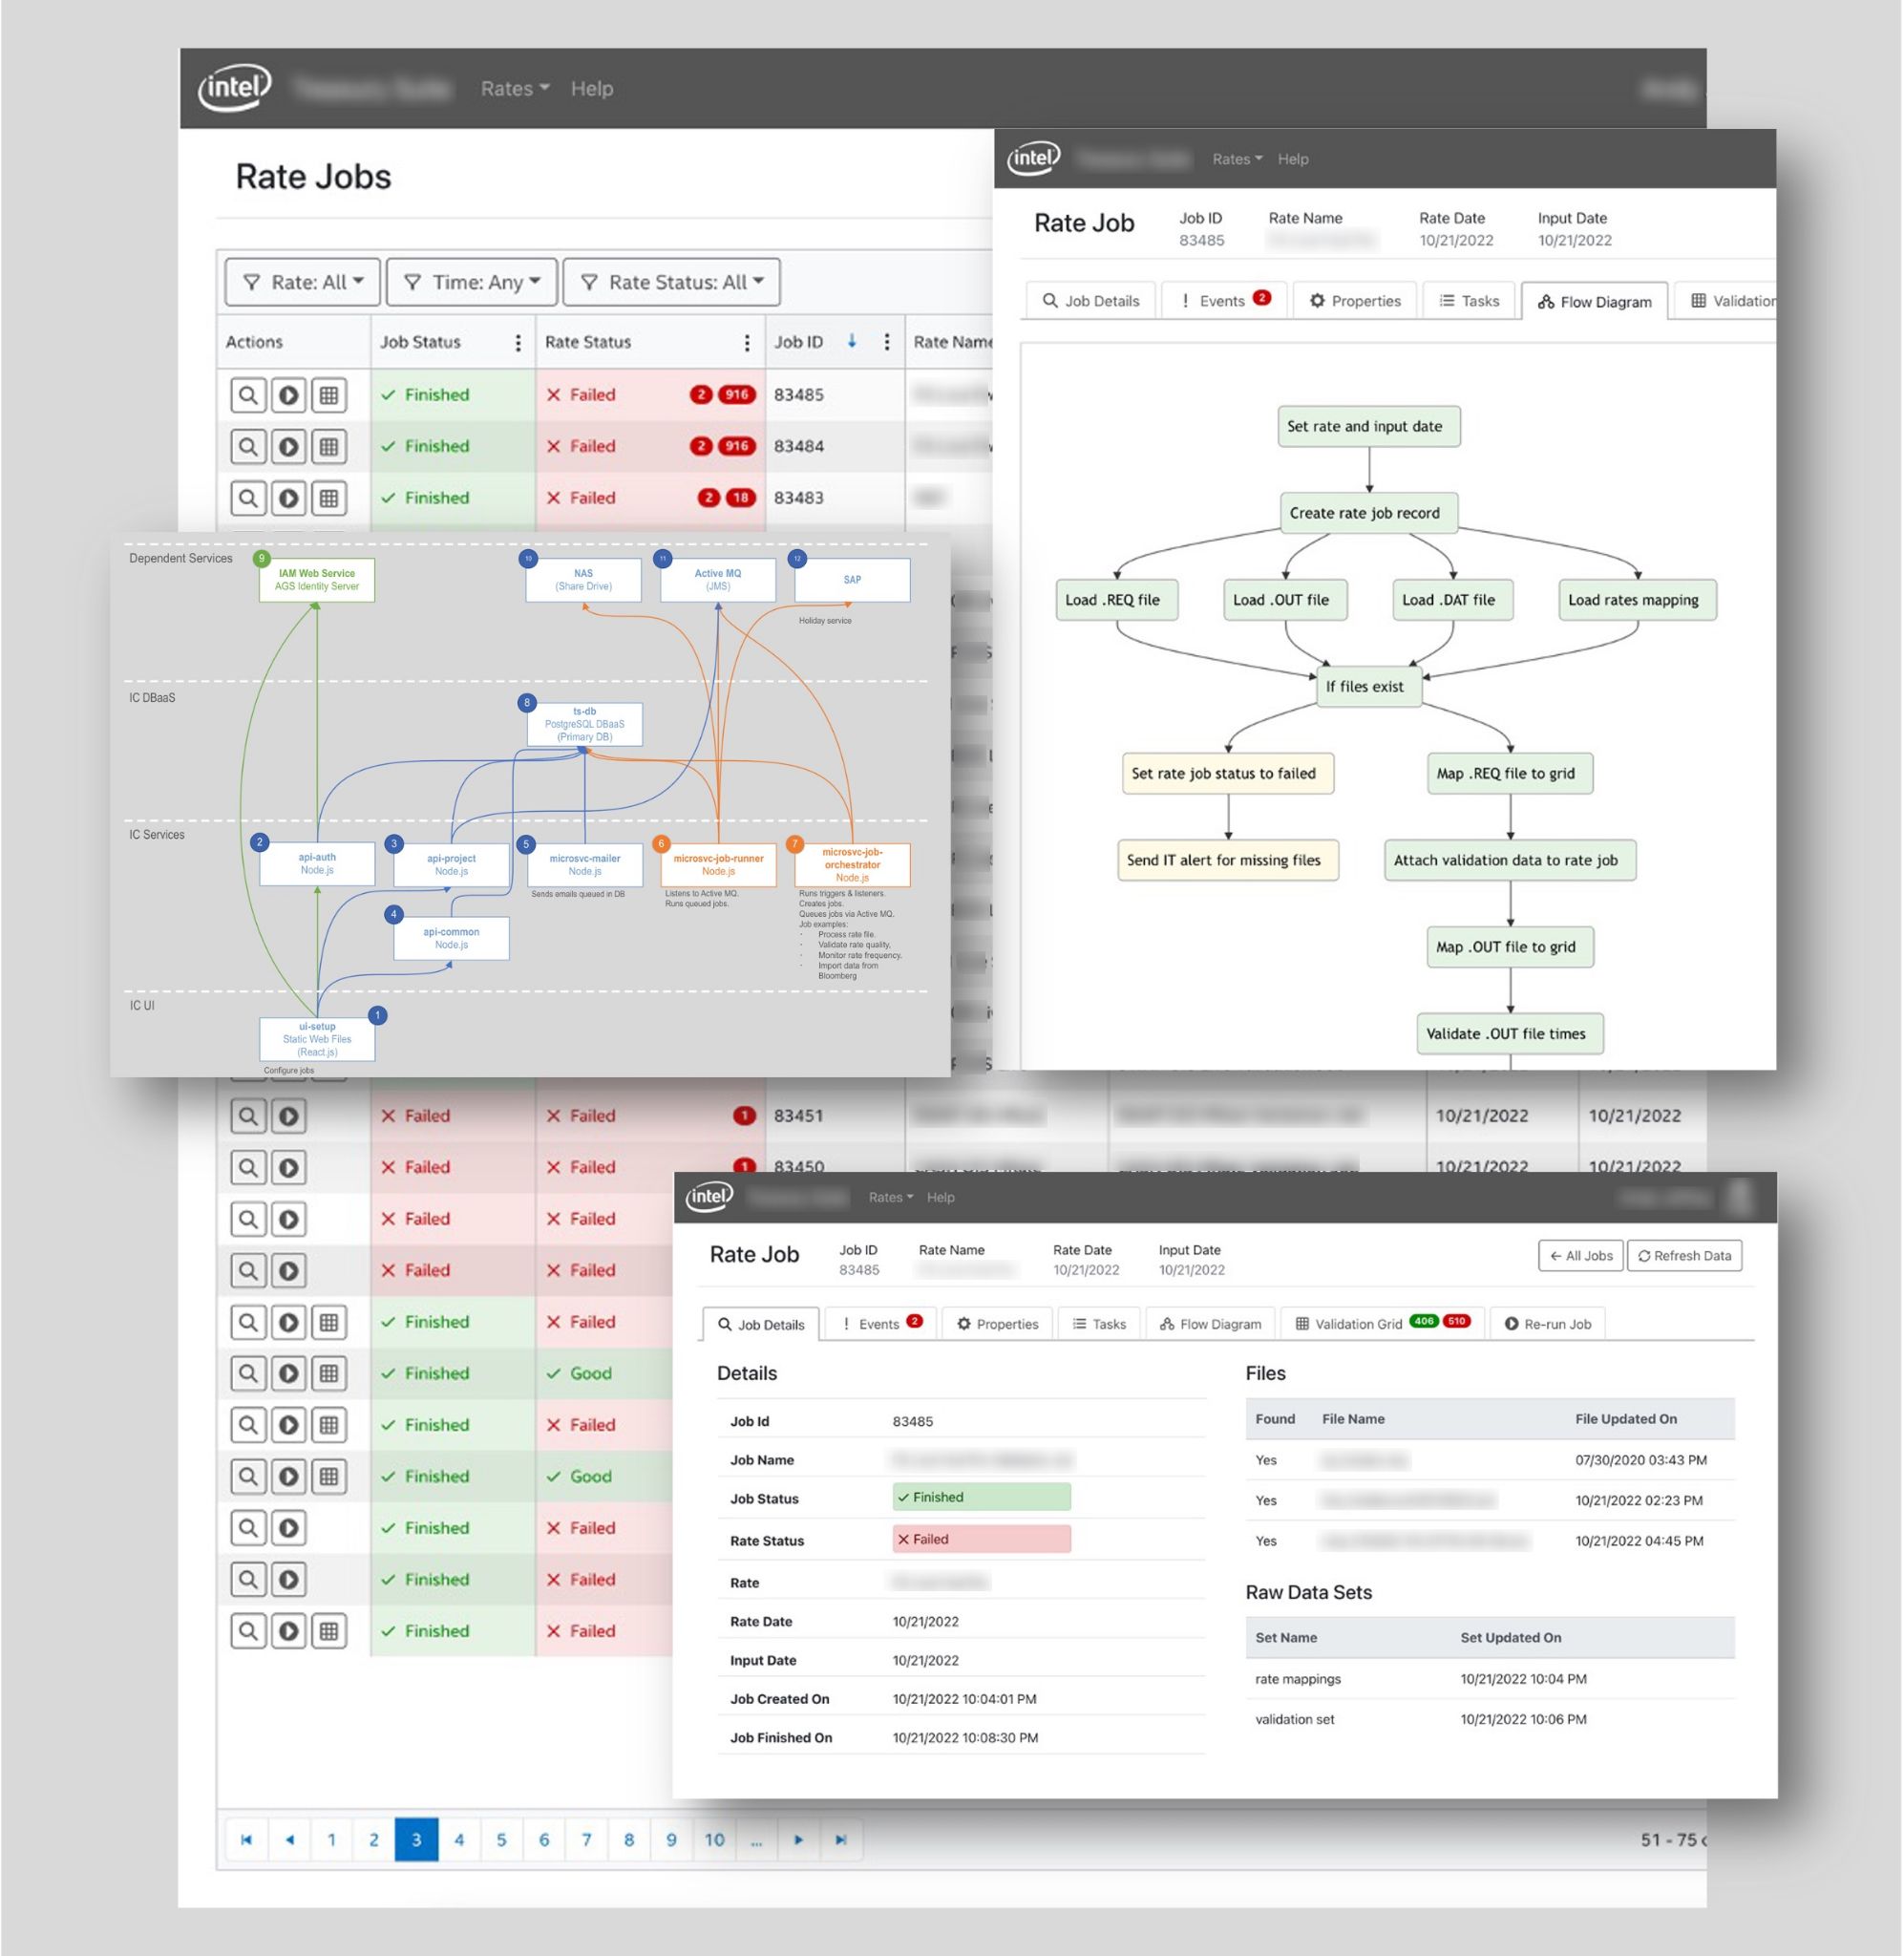 intel
Rates Help
Rate Jobs
Rate: All Time: Any Rate Status: All
Actions Job Status Rate Status Job ID Rate Name
Finished Failed 2 916 83485
Finished Failed 2 916 83484
Finished Failed 2 18 83483
Failed Failed 1 83451 10/21/2022 10/21/2022
Failed Failed 1 83450 10/21/2022 10/21/2022
Failed Failed
Failed Failed
Finished Failed
Finished Good
Finished Failed
Finished Good
Finished Failed
Finished Failed
Finished Failed
1 2 3 4 5 6 7 8 9 10 ...
51 - 75
intel
Rates Help
Rate Job
Job ID Rate Name Rate Date Input Date
83485 10/21/2022 10/21/2022
Job Details Events 2 Properties Tasks Flow Diagram Validation
Set rate and input date
Create rate job record
Load .REQ file Load .OUT file Load .DAT file Load rates mapping
If files exist
Set rate job status to failed Map .REQ file to grid
Send IT alert for missing files Attach validation data to rate job
Map .OUT file to grid
Validate .OUT file times
Dependent Services
9
IAM Web Service
AGS Identity Server
10
NAS
(Share Drive)
11
Active MQ
(JMS)
12
SAP
Holiday service
IC DBaaS
8
ts-db
PostgreSQL DBaaS
(Primary DB)
IC Services
2
api-auth
Node.js
3
api-project
Node.js
5
microsvc-mailer
Node.js
Sends emails queued in DB
6
microsvc-job-runner
Node.js
Listens to Active MQ.
Runs queued jobs.
7
microsvc-job-
orchestrator
Node.js
Runs triggers & listeners.
Creates jobs.
Queues jobs via Active MQ.
Job examples:
· Process rate file.
· Validate rate quality,
· Monitor rate frequency.
· Import data from
Bloomberg
4
api-common
Node.js
IC UI
1
ui-setup
Static Web Files
(React.js)
Configure jobs
intel
Rates Help
Rate Job
Job ID Rate Name Rate Date Input Date
83485 10/21/2022 10/21/2022
All Jobs Refresh Data
Job Details Events 2 Properties Tasks Flow Diagram Validation Grid 406 510 Re-run Job
Details
Job Id 83485
Job Name
Job Status Finished
Rate Status Failed
Rate
Rate Date 10/21/2022
Input Date 10/21/2022
Job Created On 10/21/2022 10:04:01 PM
Job Finished On 10/21/2022 10:08:30 PM
Files
Found File Name File Updated On
Yes 07/30/2020 03:43 PM
Yes 10/21/2022 02:23 PM
Yes 10/21/2022 04:45 PM
Raw Data Sets
Set Name Set Updated On
rate mappings 10/21/2022 10:04 PM
validation set 10/21/2022 10:06 PM